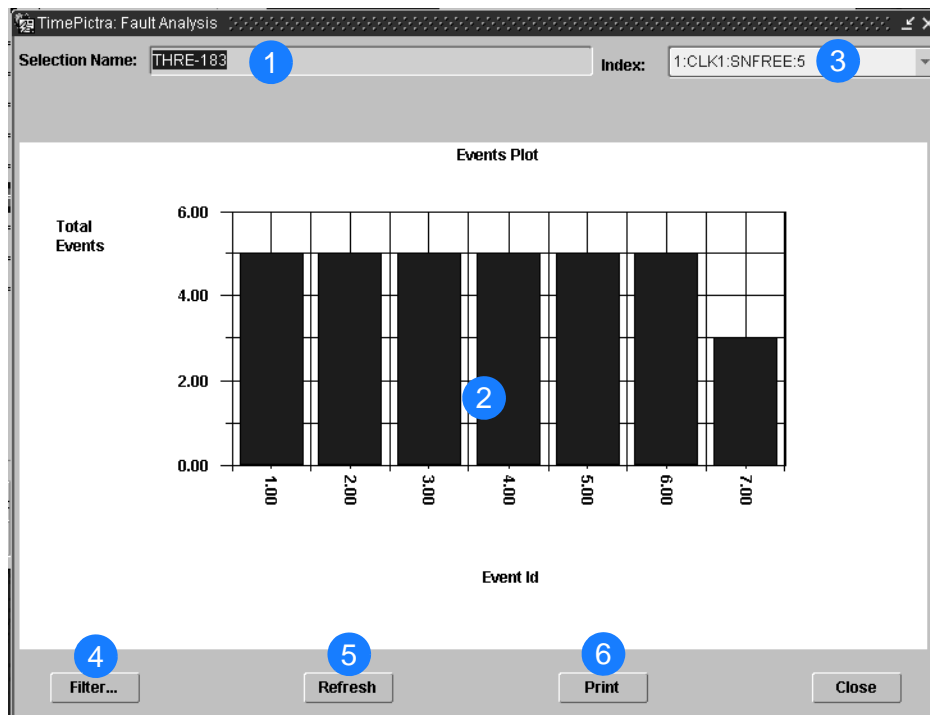 TimePictra: Fault Analysis
Selection Name: THRE-183 1 Index: 1:CLK1:SNFREE:5 3
Events Plot
Total
Events
6.00
4.00
2.00
0.00
2
1.00 2.00 3.00 4.00 5.00 6.00 7.00
Event Id
4 5 6
Filter... Refresh Print Close